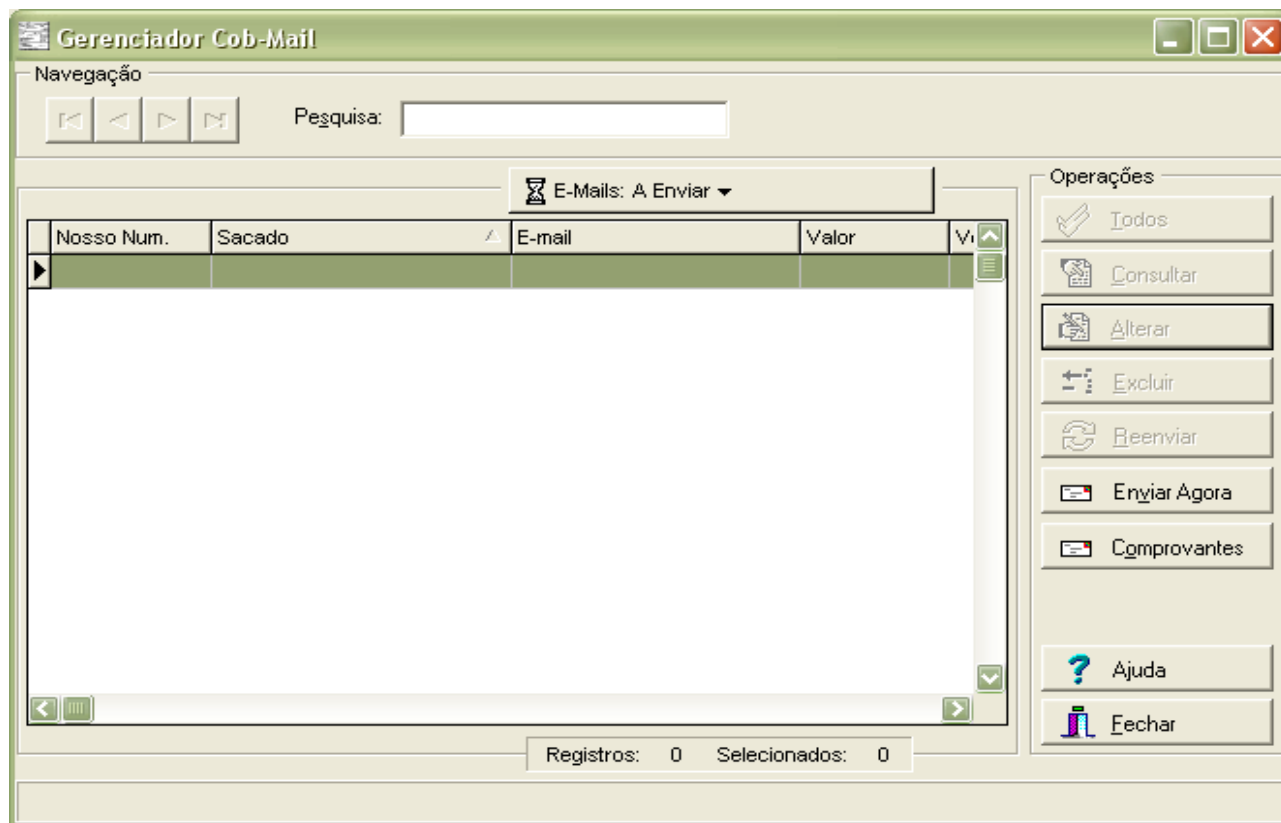 Gerenciador Cob-Mail
Navegação
Pesquisa:
E-Mails: A Enviar
Nosso Num. Sacado E-mail Valor
Operações
Todos
Consultar
Alterar
Excluir
Reenviar
Enviar Agora
Comprovantes
Ajuda
Fechar
Registros: 0 Selecionados: 0